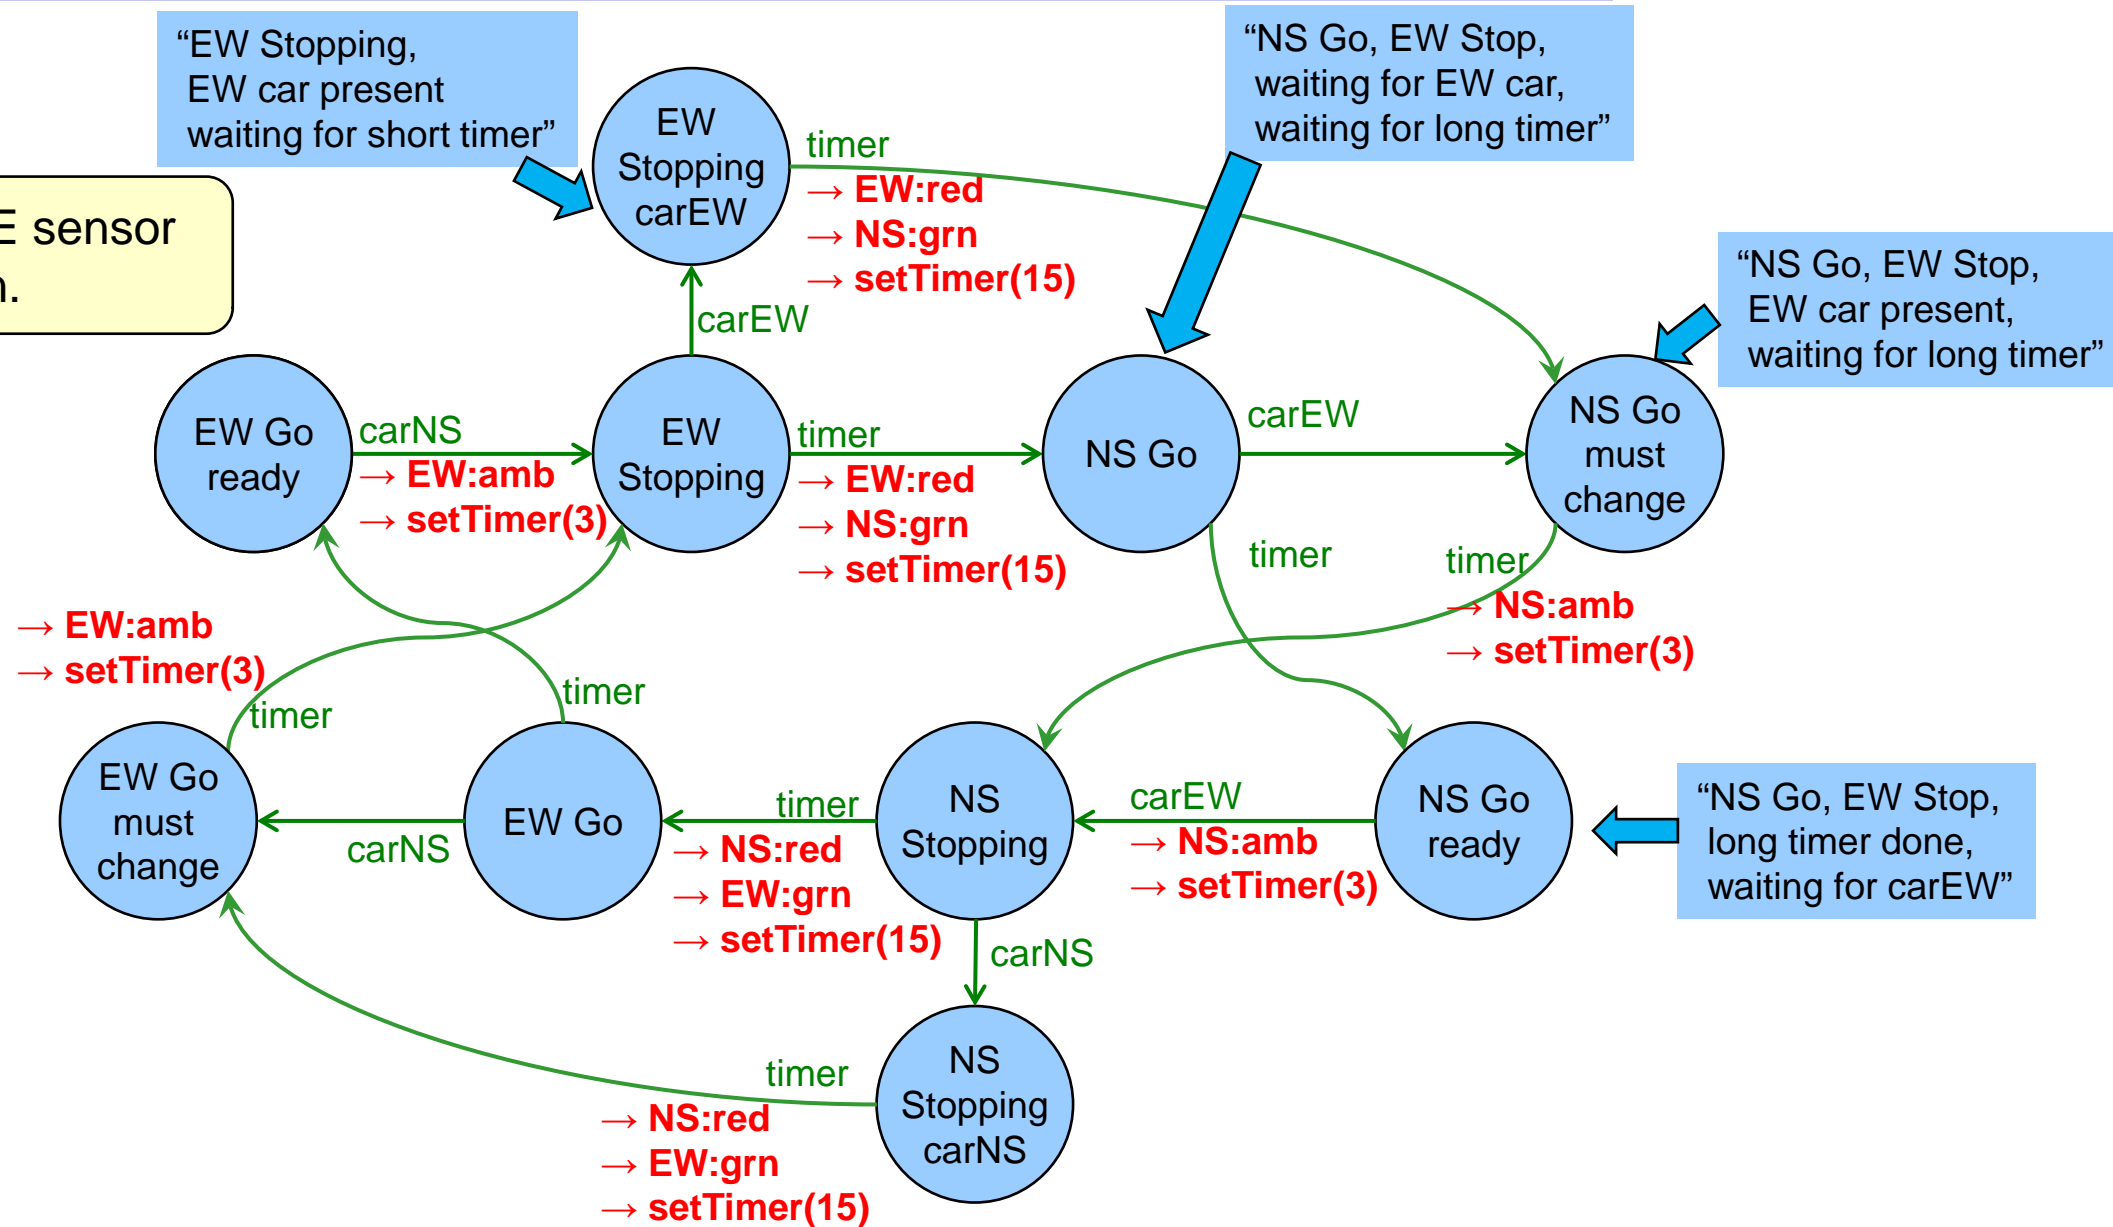 “EW Stopping,
EW car present
waiting for short timer”
“NS Go, EW Stop,
waiting for EW car,
waiting for long timer”
EW
Stopping
carEW
timer
→ EW:red
→ NS:grn
→ setTimer(15)
E sensor
“NS Go, EW Stop,
EW car present,
waiting for long timer”
carEW
EW Go
ready
carNS
→ EW:amb
→ setTimer(3)
EW
Stopping
timer
→ EW:red
→ NS:grn
→ setTimer(15)
NS Go
carEW
NS Go
must
change
timer
timer
→ NS:amb
→ setTimer(3)
→ EW:amb
→ setTimer(3)
timer
timer
EW Go
must
change
carNS
EW Go
timer
→ NS:red
→ EW:grn
→ setTimer(15)
NS
Stopping
carEW
→ NS:amb
→ setTimer(3)
NS Go
ready
“NS Go, EW Stop,
long timer done,
waiting for carEW”
carNS
timer
→ NS:red
→ EW:grn
→ setTimer(15)
NS
Stopping
carNS